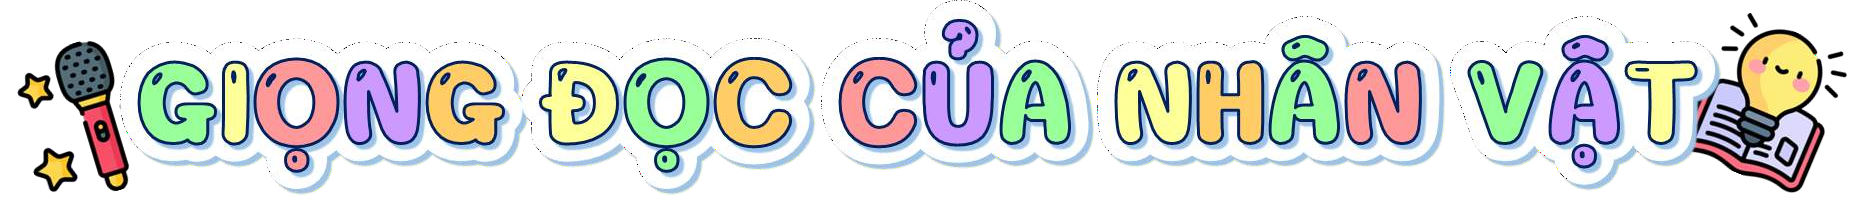 GIỌNG ĐỌC CỦA NHÂN VẬT